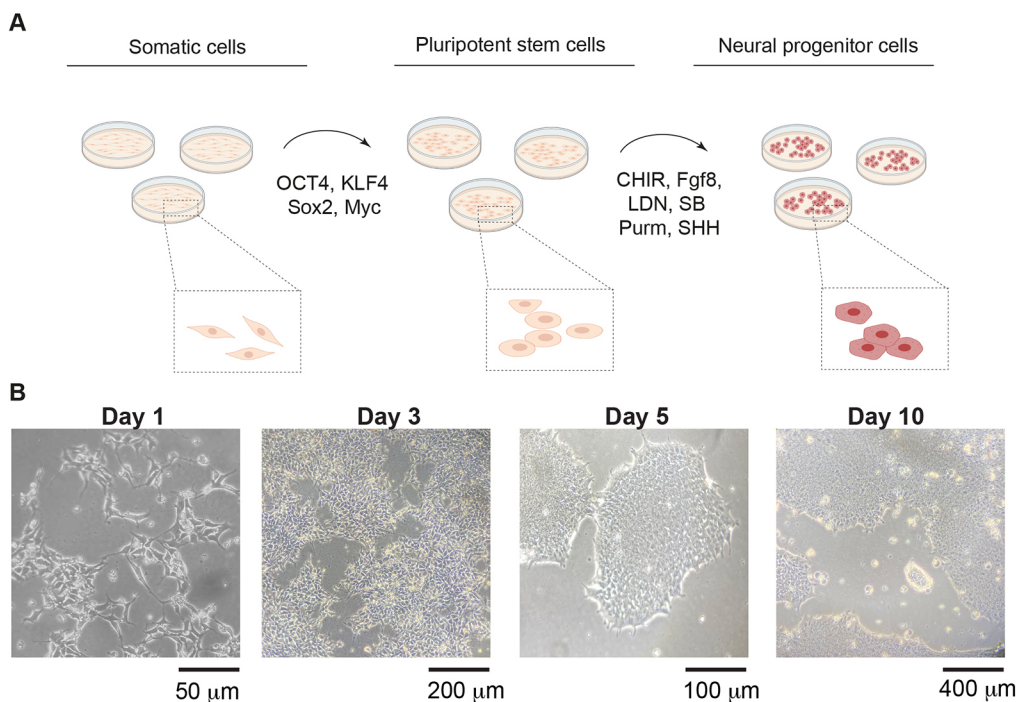 A
Somatic cells
Pluripotent stem cells
Neural progenitor cells
OCT4, KLF4
Sox2, Myc
CHIR, Fgf8,
LDN, SB
Purm, SHH
B
Day 1
Day 3
Day 5
Day 10
50 μm
200 μm
100 μm
400 μm